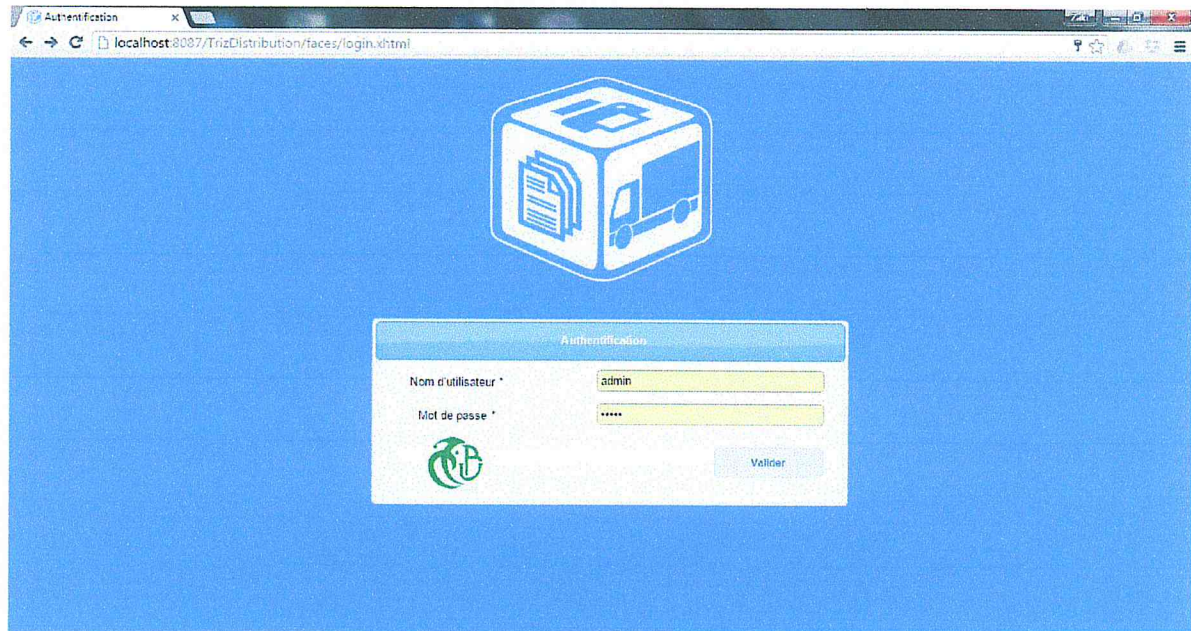 Authentification
localhost:8087/TrizDistribution/faces/login.xhtml
Authentification
Nom d'utilisateur * admin
Mot de passe * •••••
Valider